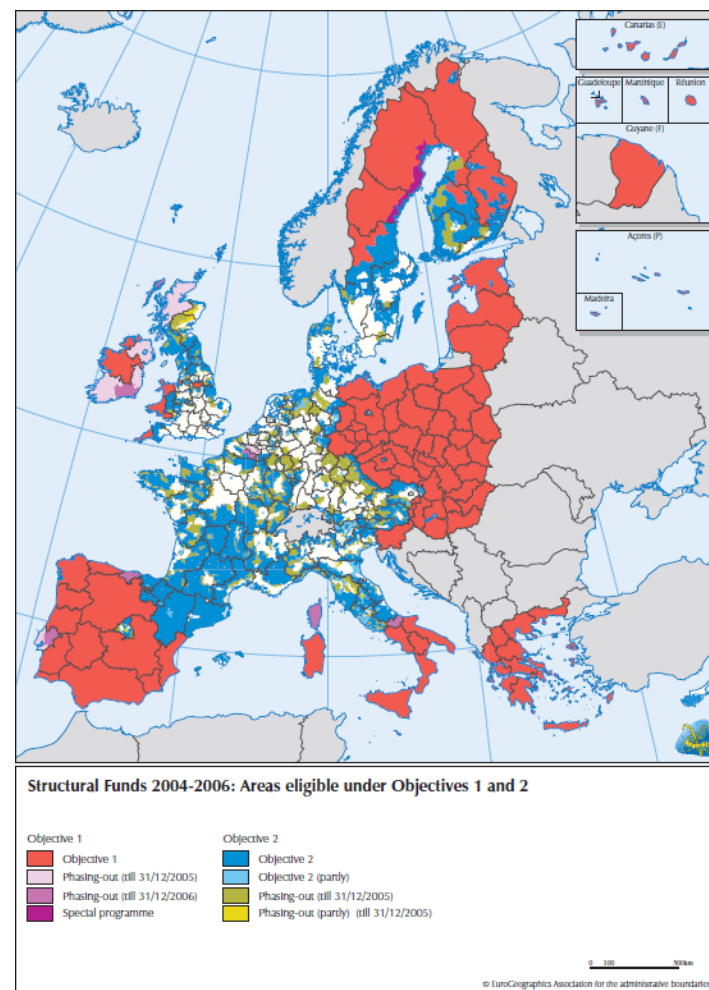 Canarias (E)
Guadeloupe Martinique Réunion
Guyane (F)
Açores (P)
Madeira
Structural Funds 2004-2006: Areas eligible under Objectives 1 and 2
Objective 1 Objective 2
Objective 1 Objective 2
Phasing-out (till 31/12/2005) Objective 2 (partly)
Phasing-out (till 31/12/2006) Phasing-out (till 31/12/2005)
Special programme Phasing-out (partly) (till 31/12/2005)
0 100 500km
© EuroGeographics Association for the administrative boundaries